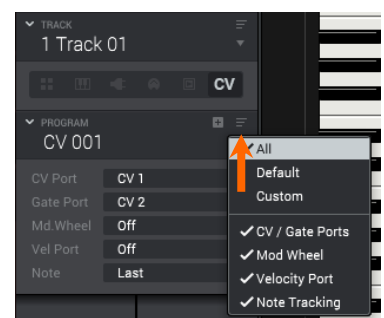 TRACK
1 Track 01
CV
PROGRAM
CV 001
All
Default
Custom
CV Port CV 1
Gate Port CV 2
Md.Wheel Off
Vel Port Off
Note Last
CV / Gate Ports
Mod Wheel
Velocity Port
Note Tracking